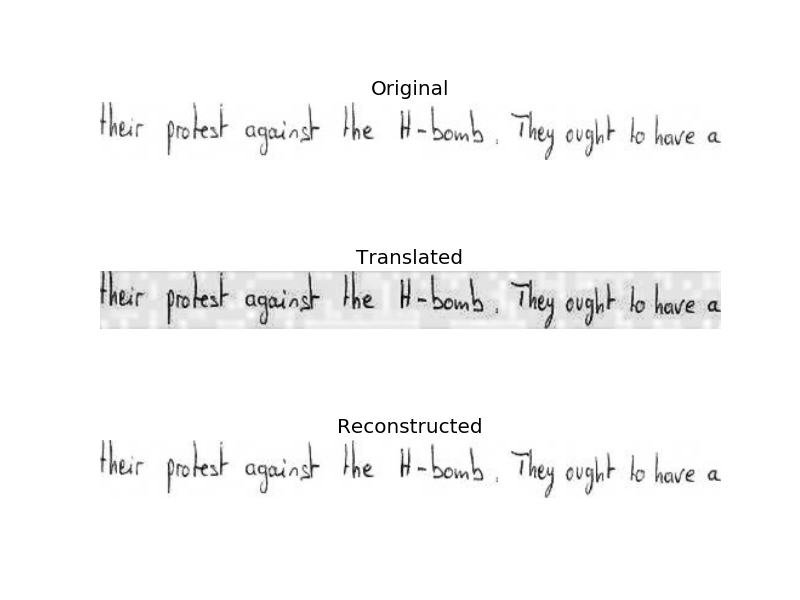 Original
their protest against the H-bomb. They ought to have a
Translated
their protest against the H-bomb. They ought to have a
Reconstructed
their protest against the H-bomb. They ought to have a